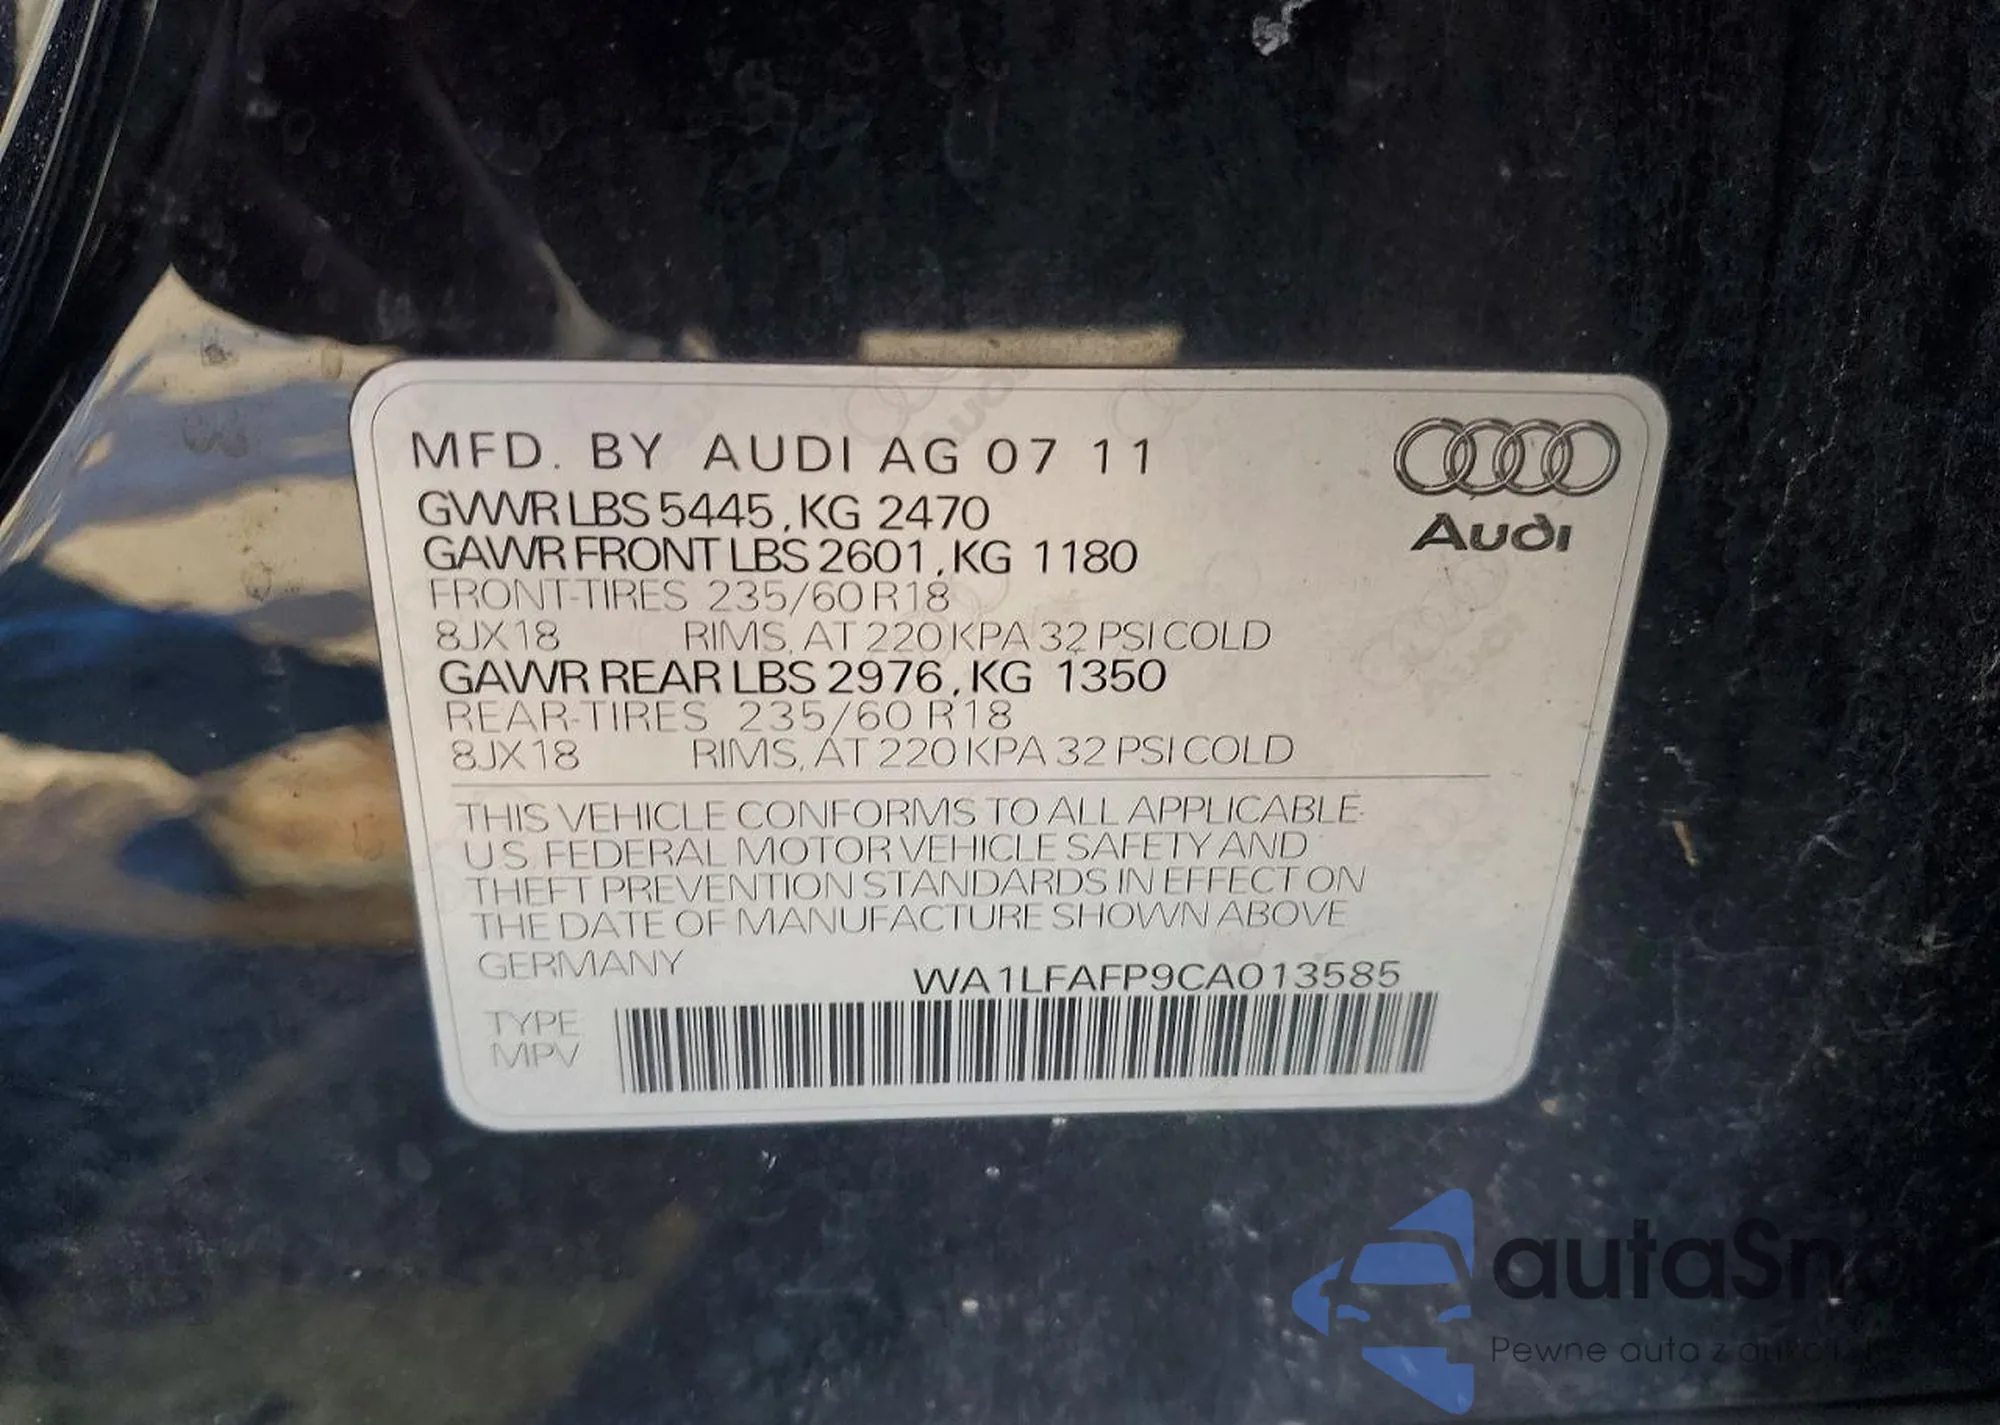 MFD. BY AUDI AG 07 11
GVWR LBS 5445, KG 2470
GAWR FRONT LBS 2601, KG 1180
FRONT-TIRES 235/60 R18
8JX18 RIMS, AT 220 KPA 32 PSI COLD
GAWR REAR LBS 2976, KG 1350
REAR-TIRES 235/60 R18
8JX18 RIMS, AT 220 KPA 32 PSI COLD
Audi
THIS VEHICLE CONFORMS TO ALL APPLICABLE
U.S. FEDERAL MOTOR VEHICLE SAFETY AND
THEFT PREVENTION STANDARDS IN EFFECT ON
THE DATE OF MANUFACTURE SHOWN ABOVE
GERMANY
WA1LFAFP9CA013585
TYPE
MPV
autaSn
Pewne auta z